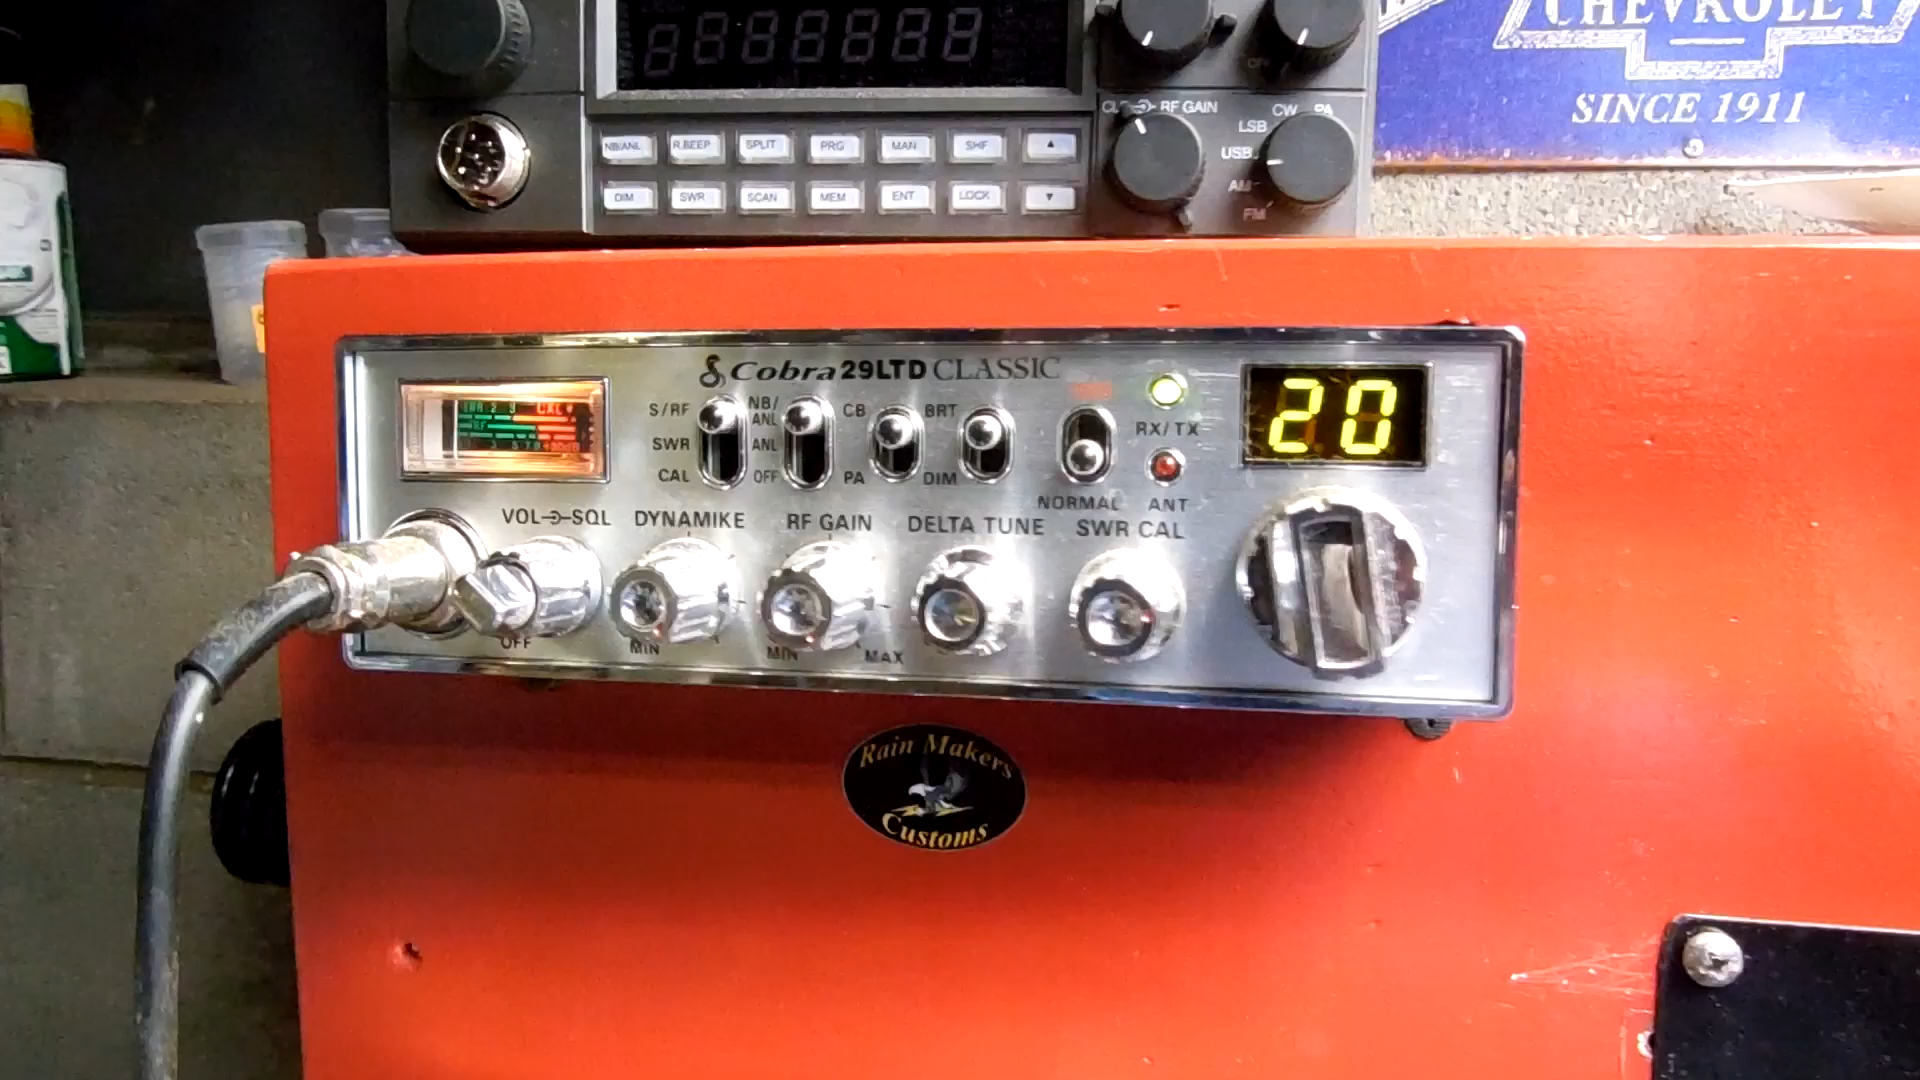 CHEVROLET
SINCE 1911
RF GAIN
CW PA
LSB
USB
AM
FM
NB/ANL R.BEEP SPLIT PRG MAN SHF ▲
DIM SWR SCAN MEM ENT LOCK ▼
Cobra 29 LTD CLASSIC
S/RF
SWR
CAL
NB/
ANL
ANL
OFF
CB
PA
BRT
DIM
NORMAL
RX/TX
ANT
20
VOL SQL
DYNAMIKE
RF GAIN
DELTA TUNE
SWR CAL
OFF
MIN
MIN
MAX
Rain Makers
Customs